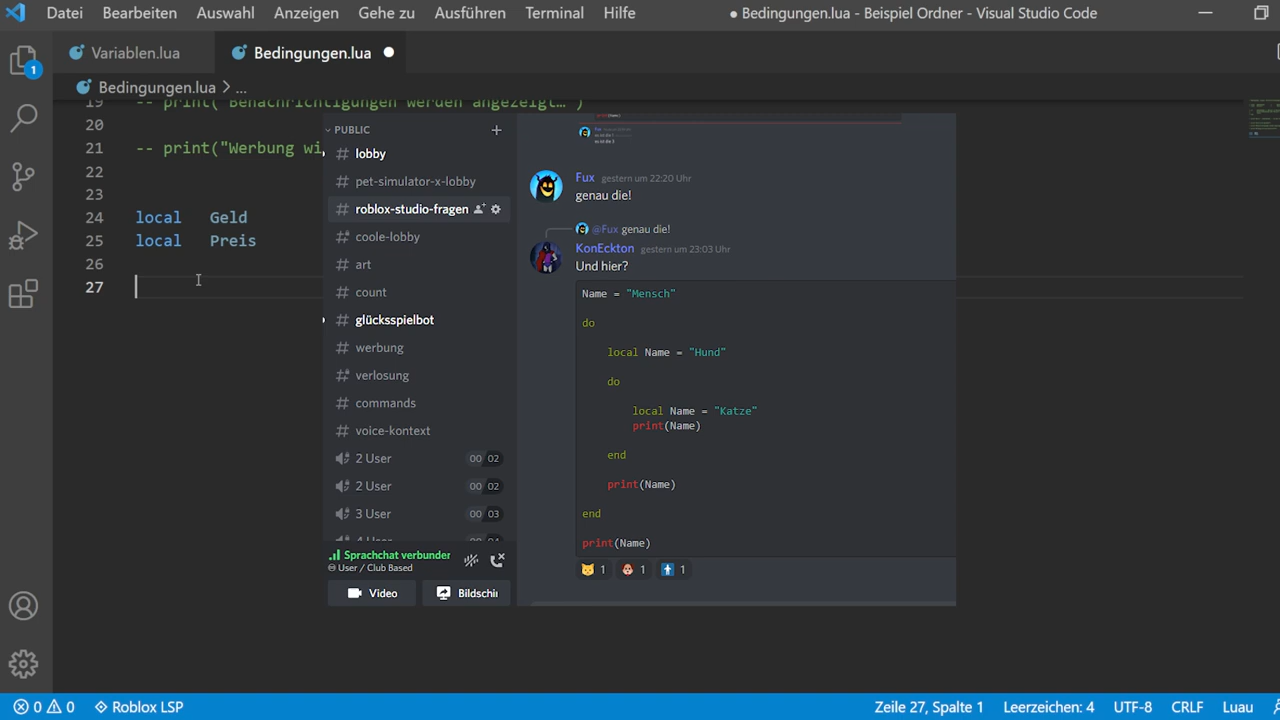 Datei Bearbeiten Auswahl Anzeigen Gehe zu Ausführen Terminal Hilfe ● Bedingungen.lua - Beispiel Ordner - Visual Studio Code
Variablen.lua Bedingungen.lua
Bedingungen.lua > ...
1
19 -- print("Benachrichtigungen werden angezeigt…")
20
21 -- print("Werbung wi
22
23
24 local Geld
25 local Preis
26
27
PUBLIC
lobby
pet-simulator-x-lobby
roblox-studio-fragen
coole-lobby
art
count
glücksspielbot
werbung
verlosung
commands
voice-kontext
2 User 00 02
2 User 00 02
3 User 00 03
Sprachchat verbunder
User / Club Based
Video Bildschir
Fux gestern um 22:20 Uhr
genau die!
@Fux genau die!
KonEckton gestern um 23:03 Uhr
Und hier?
Name = "Mensch"
do
local Name = "Hund"
do
local Name = "Katze"
print(Name)
end
print(Name)
end
print(Name)
1 1 1
0 0 Roblox LSP Zeile 27, Spalte 1 Leerzeichen: 4 UTF-8 CRLF Luau